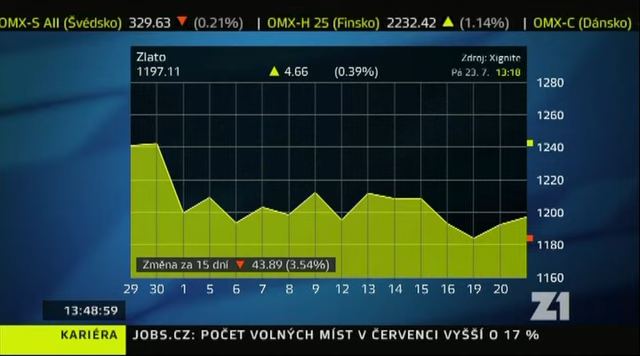 OMX-S All (Švédsko) 329.63 ▼ (0.21%) | OMX-H 25 (Finsko) 2232.42 ▲ (1.14%) | OMX-C (Dánsko)
Zlato
Zdroj: Xignite
1197.11 ▲ 4.66 (0.39%)
Pá 23. 7. 13:18
1280
1260
1240
1220
1200
1180
1160
Změna za 15 dní ▼ 43.89 (3.54%)
29 30 1 5 6 7 8 9 12 13 14 15 16 19 20
13:48:59
Z1
KARIÉRA JOBS.CZ: POČET VOLNÝCH MÍST V ČERVENCI VYŠŠÍ O 17 %